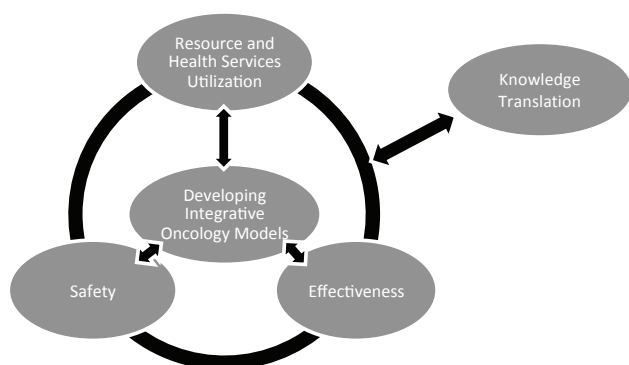 Resource and
Health Services
Utilization
Knowledge
Translation
Developing
Integrative
Oncology Models
Safety
Effectiveness